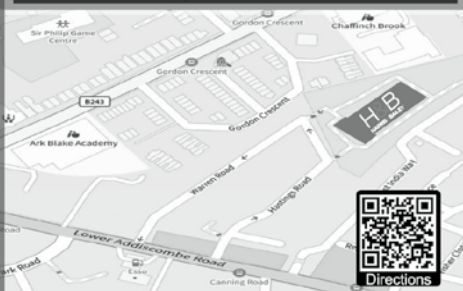 Sir Philip Game
Centre
Chaffinch Brook
Gordon Crescent
Gordon Crescent
B243
Gordon Crescent
H B
Ark Blake Academy
Warren Road
Hastings Road
Lower Addiscombe Road
Esso
Canning Road
Directions